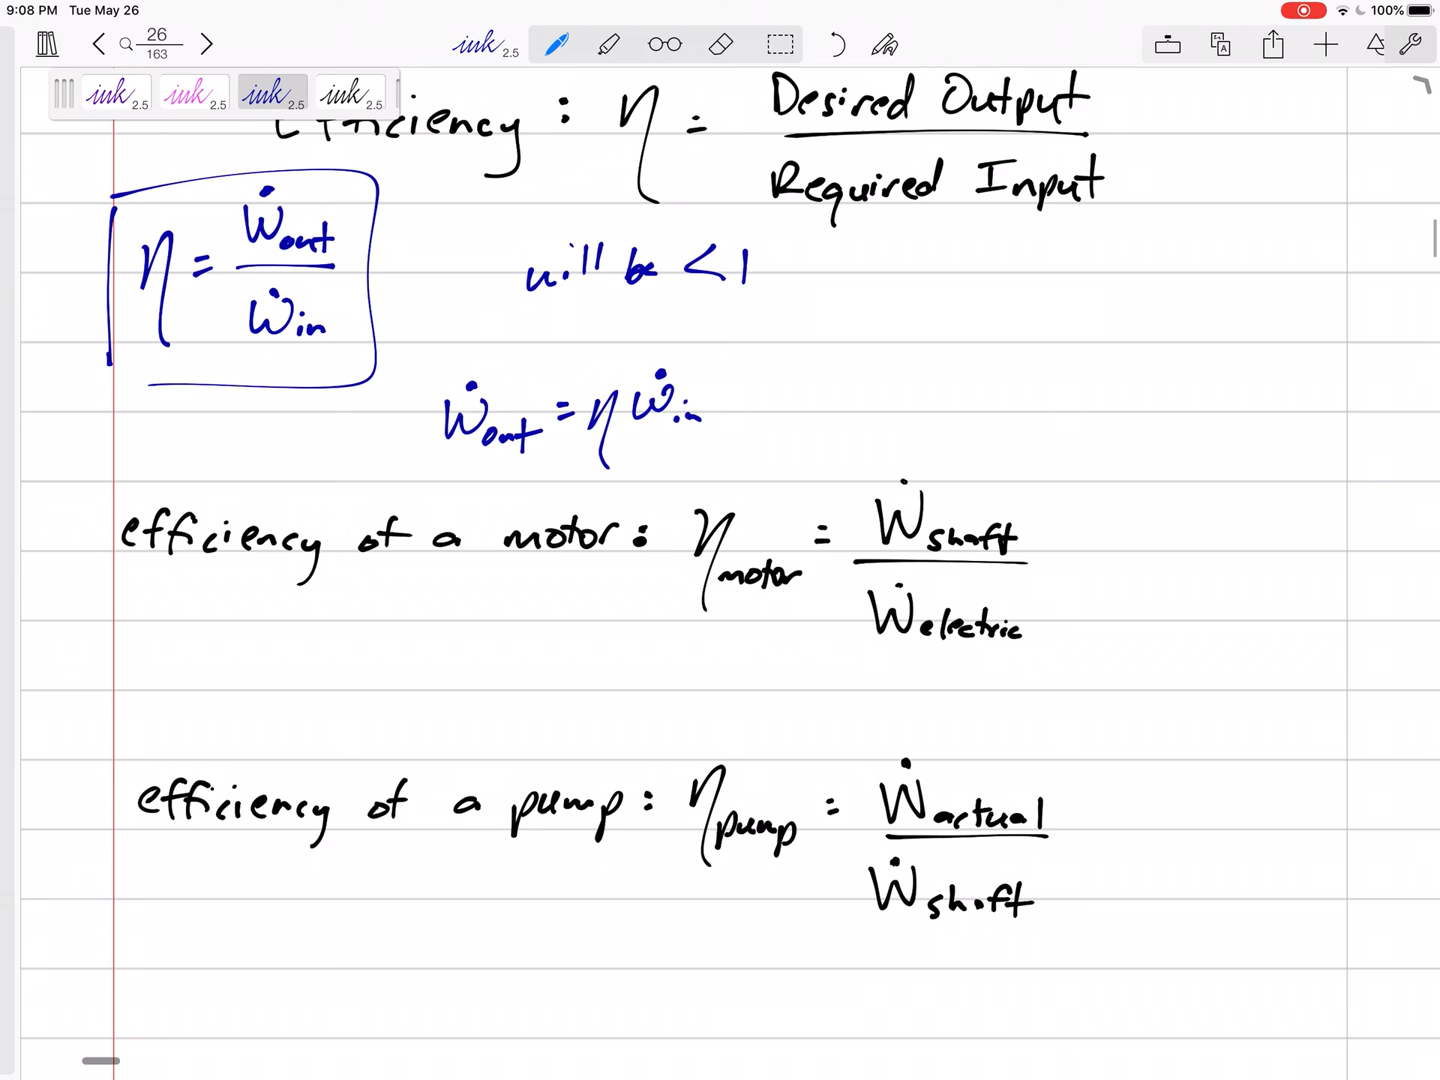 9:08 PM Tue May 26
100%
26
163
ink 2.5
ink 2.5 ink 2.5 ink 2.5 ink 2.5
Efficiency : η = Desired Output / Required Input
η = Ẇout / Ẇin
will be < 1
Ẇout = η Ẇin
efficiency of a motor : ηmotor = Ẇshaft / Ẇelectric
efficiency of a pump : ηpump = Ẇactual / Ẇshaft